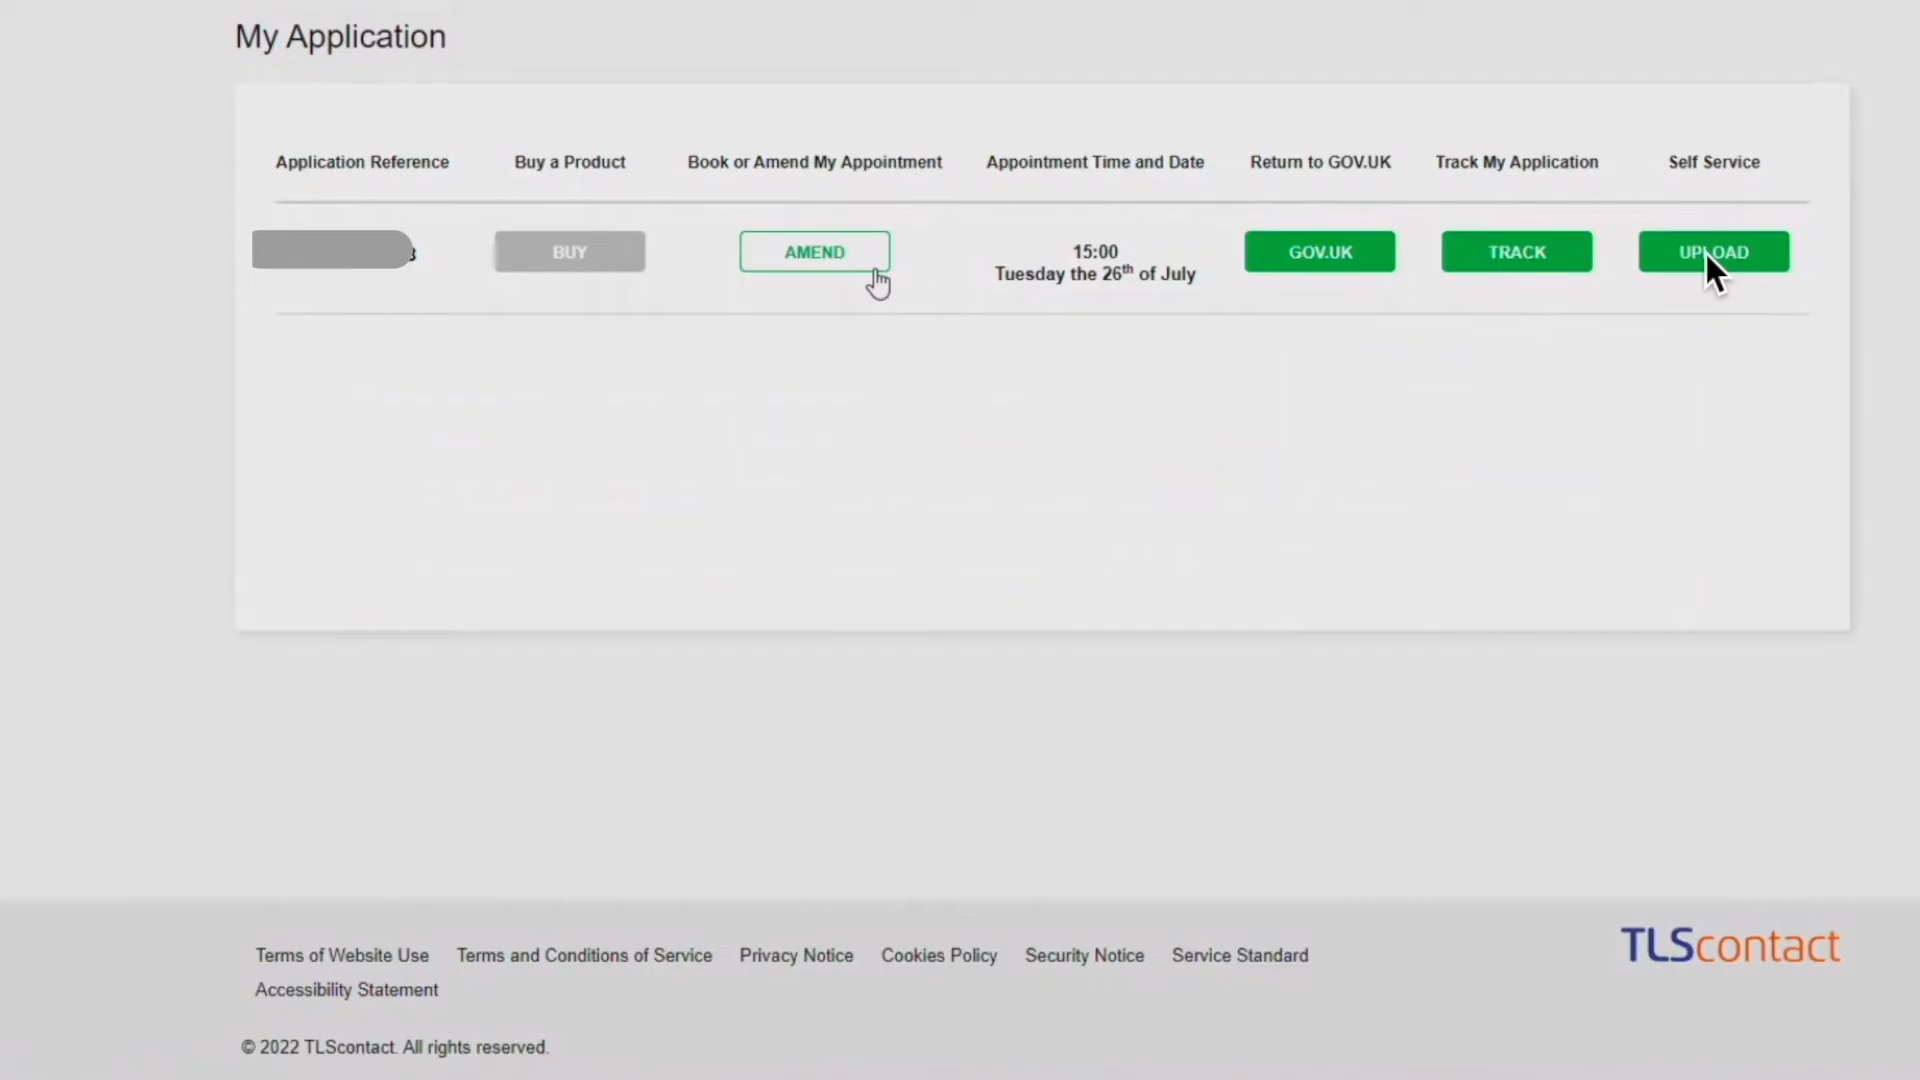 My Application
Application Reference Buy a Product Book or Amend My Appointment Appointment Time and Date Return to GOV.UK Track My Application Self Service
BUY AMEND 15:00 GOV.UK TRACK UPLOAD
Tuesday the 26th of July
Terms of Website Use Terms and Conditions of Service Privacy Notice Cookies Policy Security Notice Service Standard
TLScontact
Accessibility Statement
© 2022 TLScontact. All rights reserved.